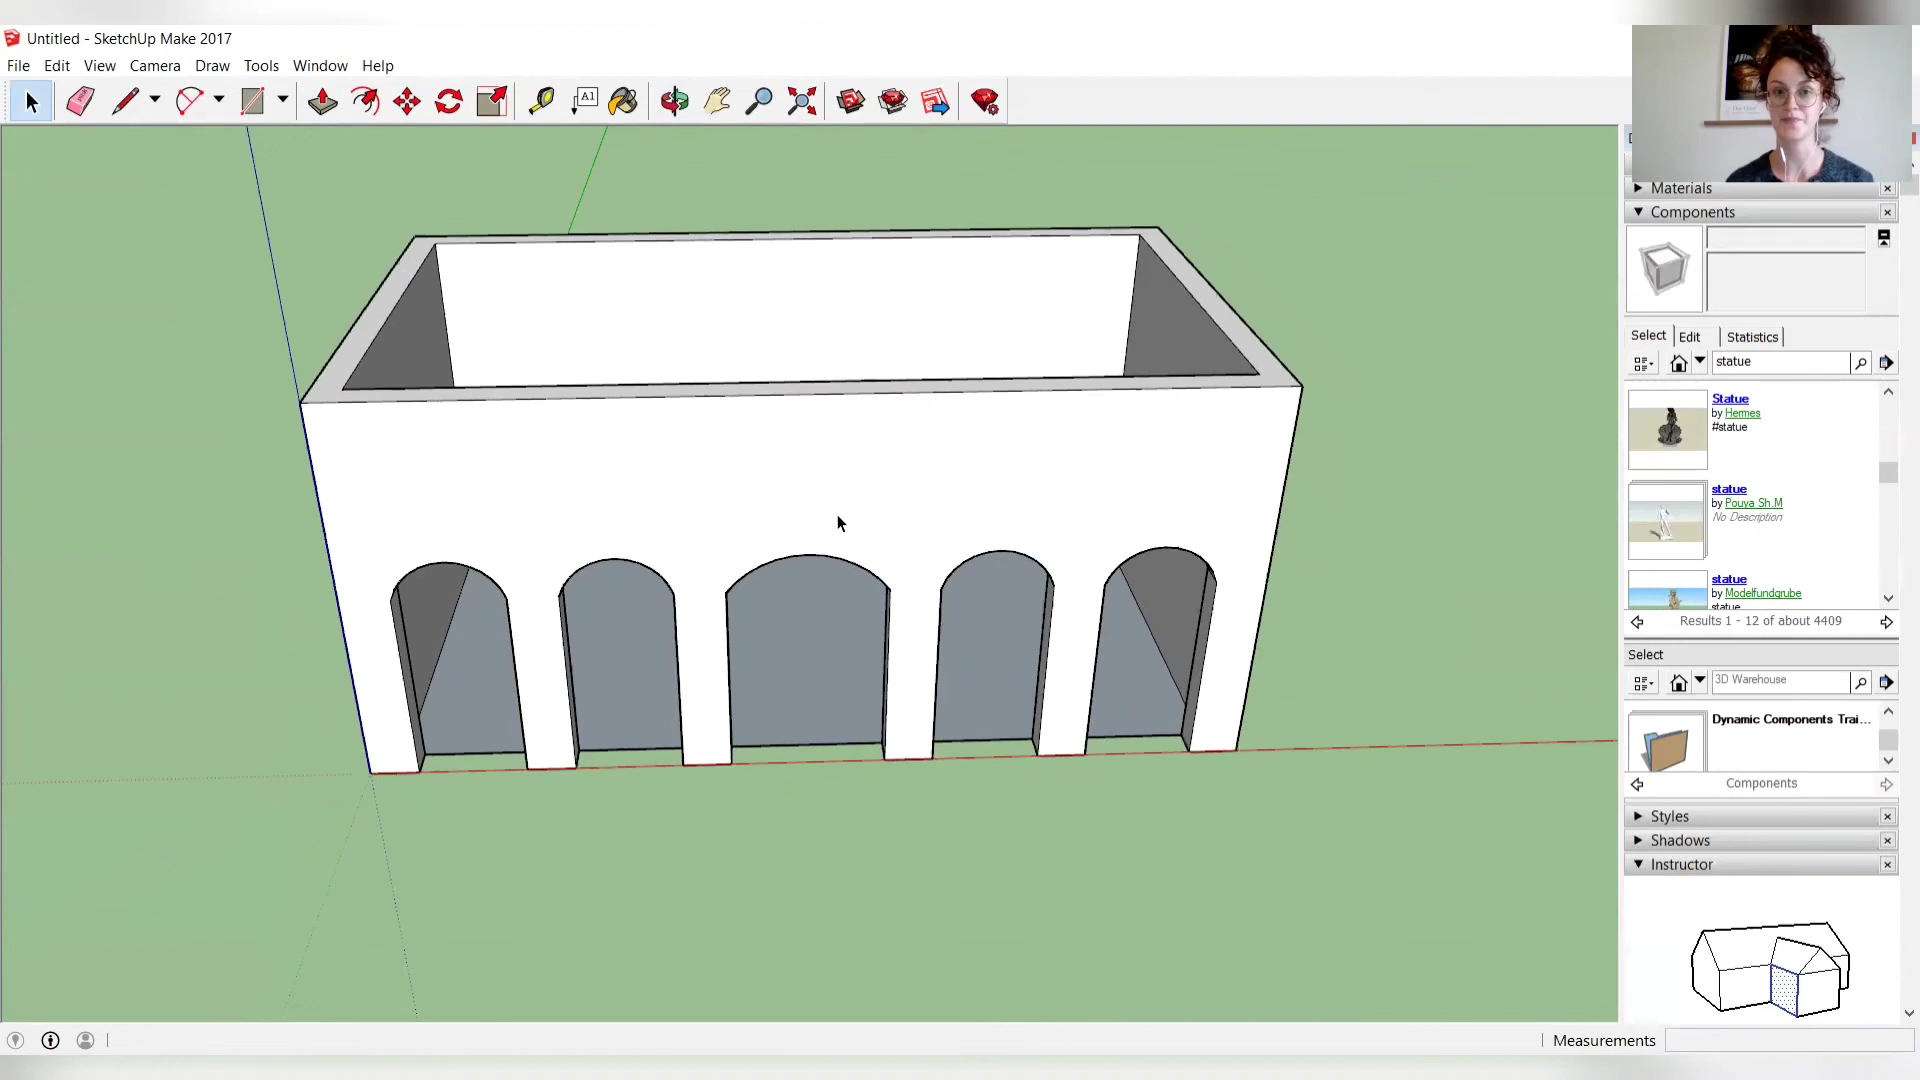 Untitled - SketchUp Make 2017
File Edit View Camera Draw Tools Window Help
A1
Materials
Components
Select Edit Statistics
statue
Statue
by Hermes
#statue
statue
by Pouya Sh.M
No Description
statue
by Modelfundgrube
statue
Results 1 - 12 of about 4409
Select
3D Warehouse
Dynamic Components Trai...
Components
Styles
Shadows
Instructor
Measurements